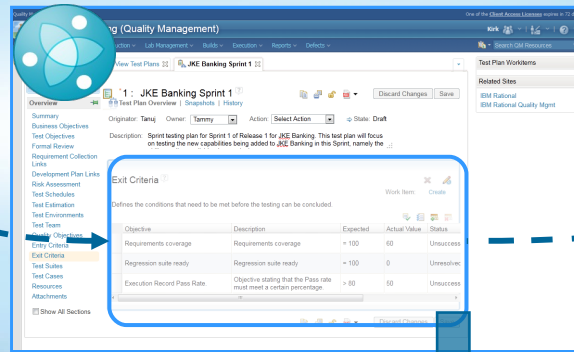 Quality M
One of the Client Access Licenses expires in 72 d
ng (Quality Management)
Kirk
uction Lab Management Builds Execution Reports Defects
Search QM Resources
View Test Plans JKE Banking Sprint 1
Test Plan Workitems
Related Sites
IBM Rational
IBM Rational Quality Mgmt
1 : JKE Banking Sprint 1
Discard Changes Save
Test Plan Overview | Snapshots | History
Originator: Tanuj Owner: Tammy Action: Select Action State: Draft
Description: Sprint testing plan for Sprint 1 of Release 1 for JKE Banking. This test plan will focus
on testing the new capabilities being added to JKE Banking in this Sprint, namely the
Overview
Summary
Business Objectives
Test Objectives
Formal Review
Requirement Collection
Links
Development Plan Links
Risk Assessment
Test Schedules
Test Estimation
Test Environments
Test Team
Quality Objectives
Entry Criteria
Exit Criteria
Test Suites
Test Cases
Resources
Attachments
Show All Sections
Exit Criteria
Work Item: Create
Defines the conditions that need to be met before the testing can be concluded.
Objective Description Expected Actual Value Status
Requirements coverage Requirements coverage = 100 60 Unsuccess
Regression suite ready Regression suite ready = 100 0 Unresolved
Execution Record Pass Rate. Objective stating that the Pass rate must meet a certain percentage. > 80 50 Unsuccess
Discard Changes